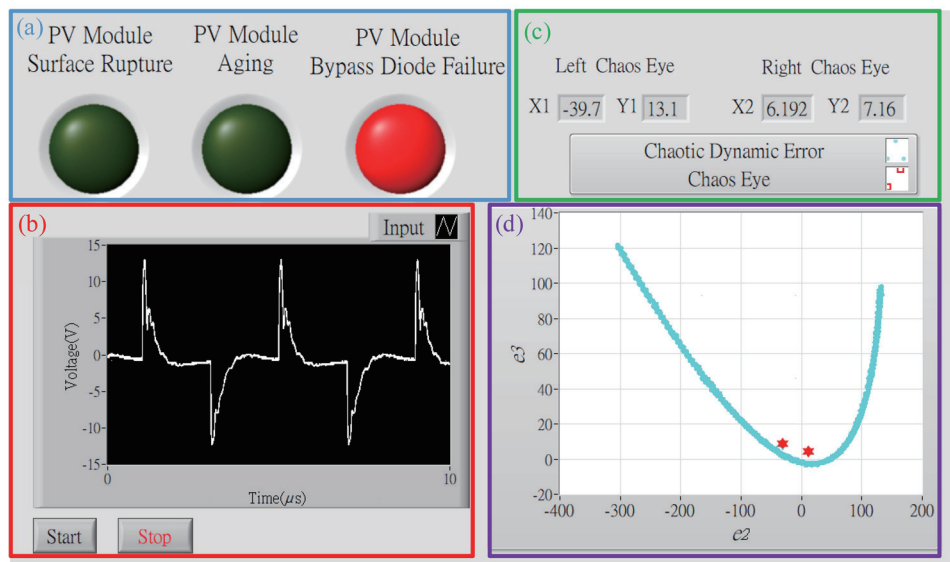 (a)
PV Module
Surface Rupture
PV Module
Aging
PV Module
Bypass Diode Failure
(c)
Left Chaos Eye
Right Chaos Eye
X1 -39.7 Y1 13.1 X2 6.192 Y2 7.16
Chaotic Dynamic Error
Chaos Eye
(b)
Input
15
10
5
0
-5
-10
-15
Voltage(V)
0
10
Time(μs)
Start
Stop
(d)
140
120
100
80
60
40
20
0
-20
e3
-400 -300 -200 -100 0 100 200
e2